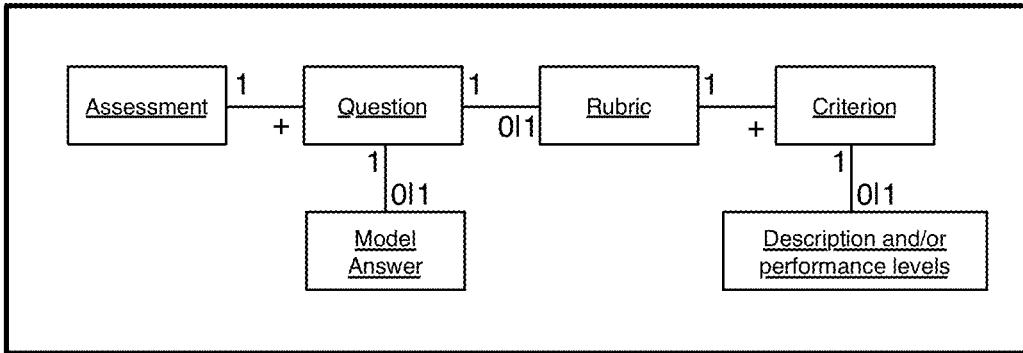 Assessment
1
+
Question
1
0|1
Rubric
1
+
Criterion
1
0|1
Model
Answer
1
0|1
Description and/or
performance levels